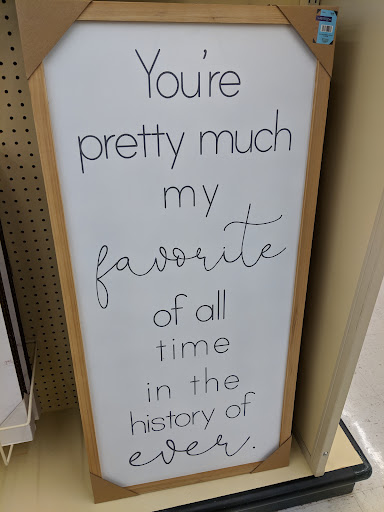 You're
pretty much
my
favorite
of all
time
in the
history of
ever.